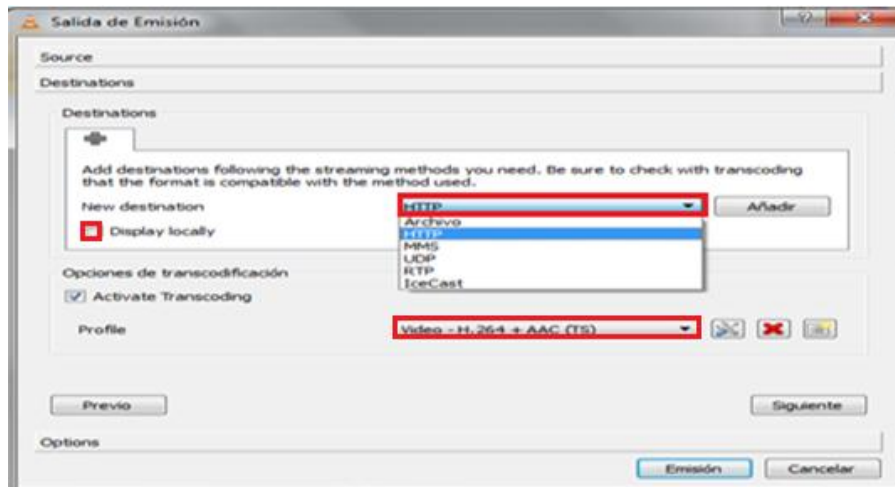 Salida de Emisión
Source
Destinations
Destinations
Add destinations following the streaming methods you need. Be sure to check with transcoding
that the format is compatible with the method used.
New destination
HTTP
Añadir
Archivo
HTTP
MMS
UDP
RTP
IceCast
Display locally
Opciones de transcodificación
Activate Transcoding
Profile
Video - H.264 + AAC (TS)
Previo
Siguiente
Options
Emisión
Cancelar